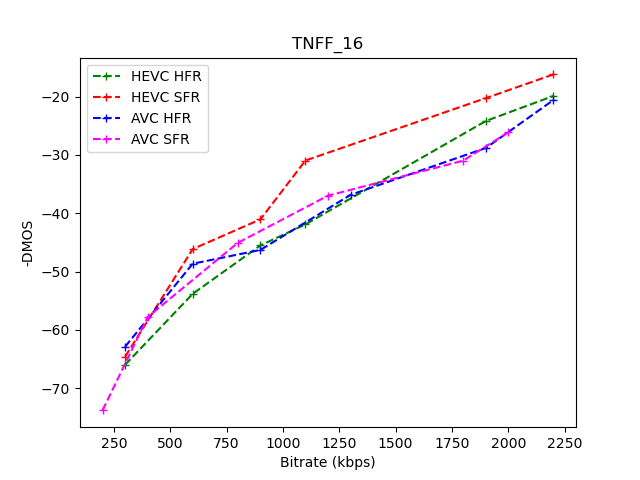 TNFF_16
HEVC HFR
HEVC SFR
AVC HFR
AVC SFR
−20
−30
−40
−50
−60
−70
-DMOS
250 500 750 1000 1250 1500 1750 2000 2250
Bitrate (kbps)